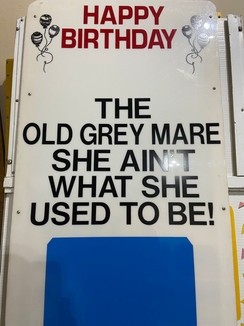 HAPPY
BIRTHDAY
THE
OLD GREY MARE
SHE AIN'T
WHAT SHE
USED TO BE!